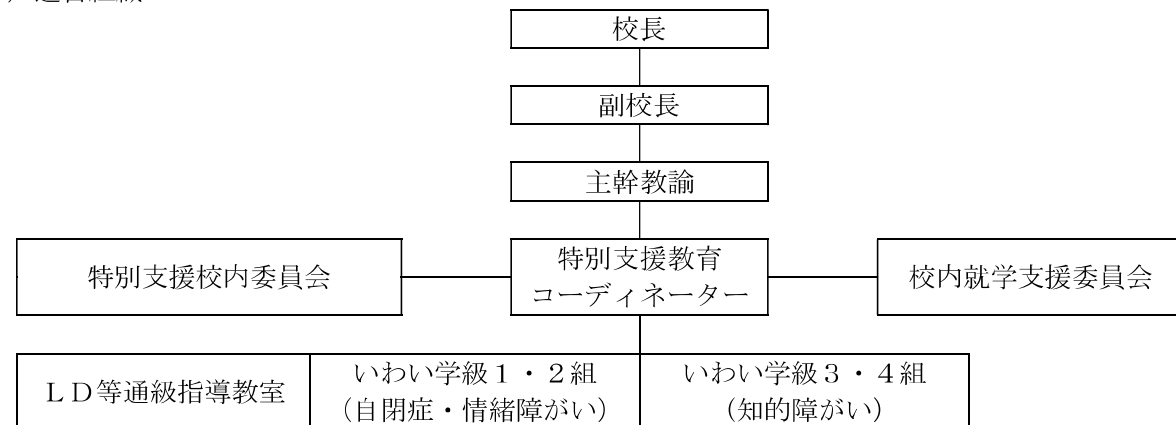 校長
副校長
主幹教諭
特別支援校内委員会
特別支援教育
コーディネーター
校内就学支援委員会
ＬＤ等通級指導教室
いわい学級１・２組
（自閉症・情緒障がい）
いわい学級３・４組
（知的障がい）